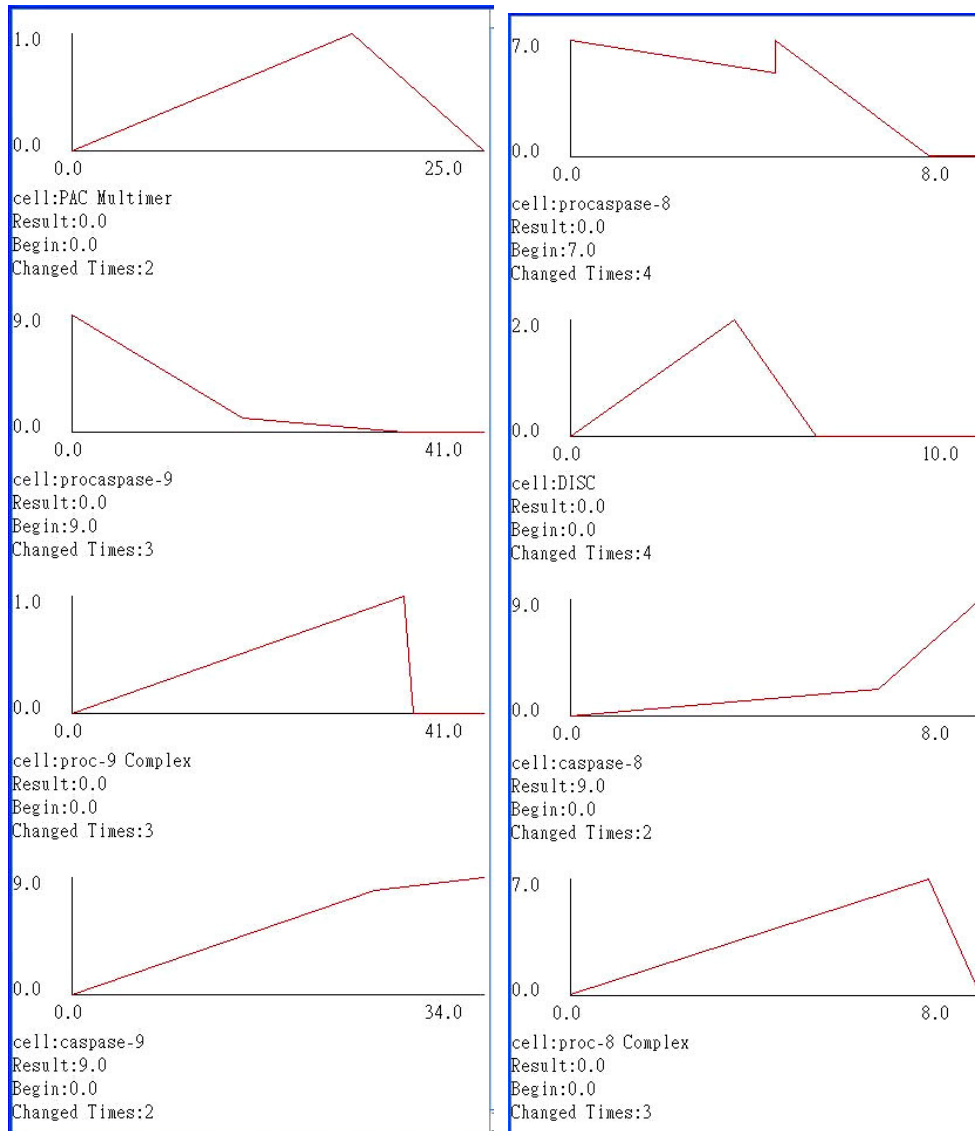 1.0
0.0
0.0 25.0
cell:PAC Multimer
Result:0.0
Begin:0.0
Changed Times:2
9.0
0.0
0.0 41.0
cell:procaspase-9
Result:0.0
Begin:9.0
Changed Times:3
1.0
0.0
0.0 41.0
cell:proc-9 Complex
Result:0.0
Begin:0.0
Changed Times:3
9.0
0.0
0.0 34.0
cell:caspase-9
Result:9.0
Begin:0.0
Changed Times:2
7.0
0.0
0.0 8.0
cell:procaspase-8
Result:0.0
Begin:7.0
Changed Times:4
2.0
0.0
0.0 10.0
cell:DISC
Result:0.0
Begin:0.0
Changed Times:4
9.0
0.0
0.0 8.0
cell:caspase-8
Result:9.0
Begin:0.0
Changed Times:2
7.0
0.0
0.0 8.0
cell:proc-8 Complex
Result:0.0
Begin:0.0
Changed Times:3